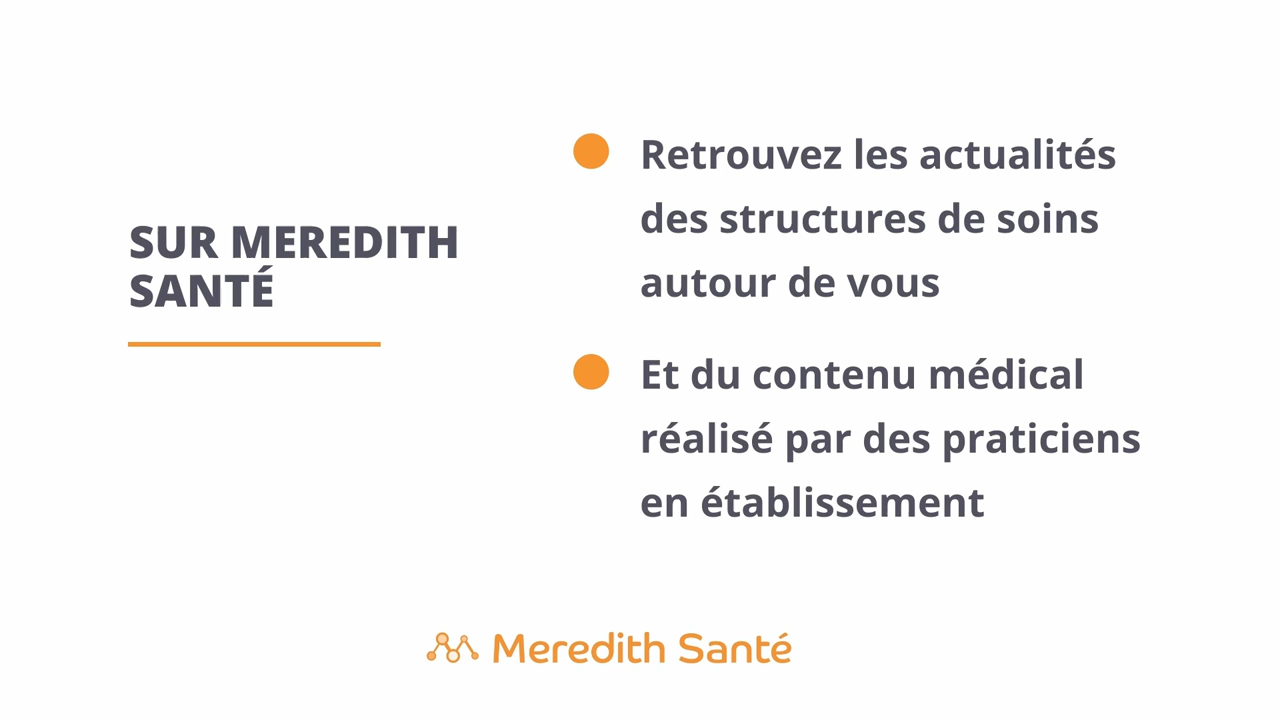 SUR MEREDITH
SANTÉ
Retrouvez les actualités
des structures de soins
autour de vous
Et du contenu médical
réalisé par des praticiens
en établissement
Meredith Santé